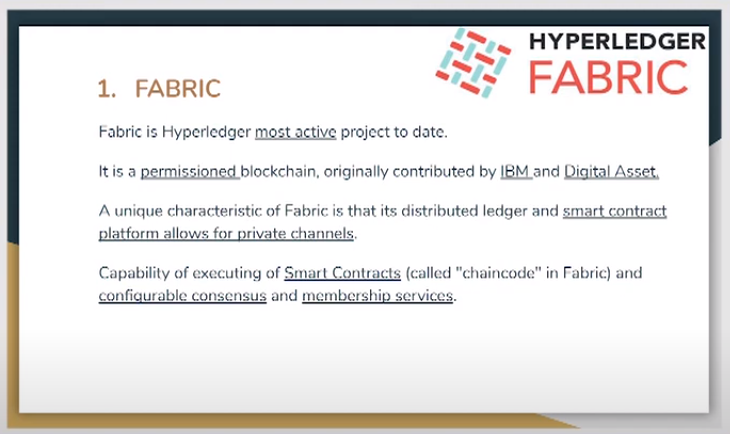 HYPERLEDGER
FABRIC
1. FABRIC
Fabric is Hyperledger most active project to date.
It is a permissioned blockchain, originally contributed by IBM and Digital Asset.
A unique characteristic of Fabric is that its distributed ledger and smart contract
platform allows for private channels.
Capability of executing of Smart Contracts (called "chaincode" in Fabric) and
configurable consensus and membership services.